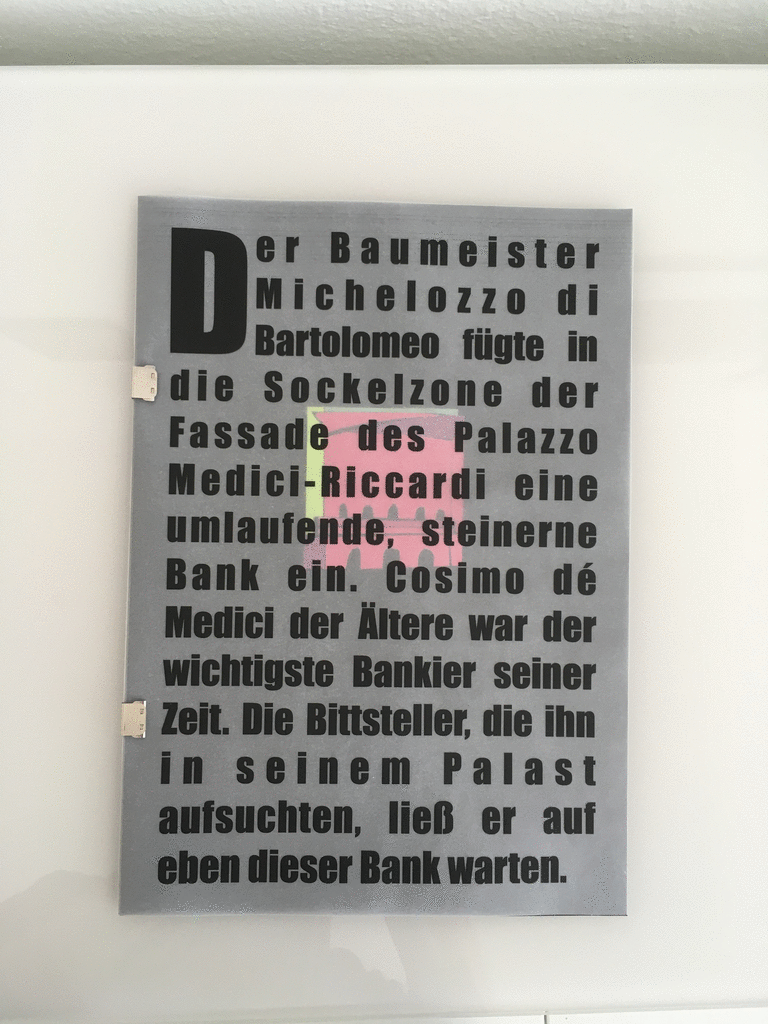 Der Baumeister
Michelozzo di
Bartolomeo fügte in
die Sockelzone der
Fassade des Palazzo
Medici-Riccardi eine
umlaufende, steinerne
Bank ein. Cosimo dé
Medici der Ältere war der
wichtigste Bankier seiner
Zeit. Die Bittsteller, die ihn
in seinem Palast
aufsuchten, ließ er auf
eben dieser Bank warten.